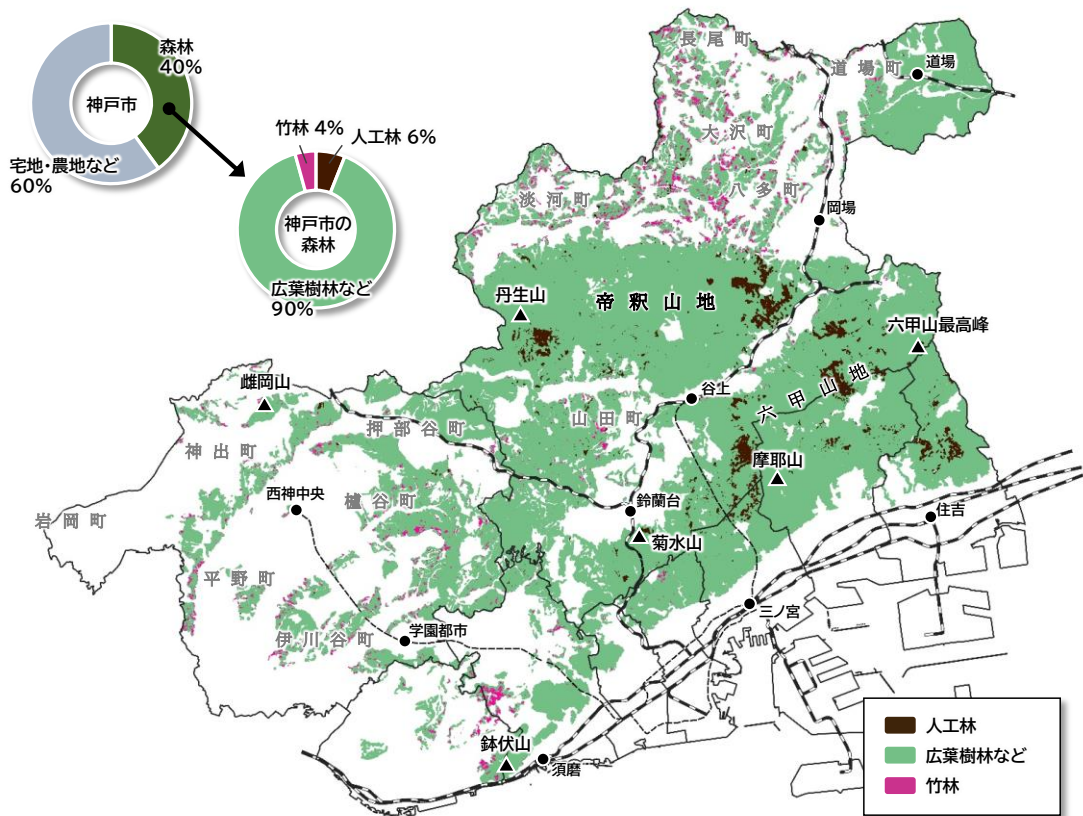 森林
40%
神戸市
宅地・農地など
60%
竹林 4%
人工林 6%
神戸市の
森林
広葉樹林など
90%
長尾町
道場町
道場
大沢町
淡河町
八多町
岡場
丹生山
帝釈山地
六甲山最高峰
雌岡山
谷上
六甲山地
山田町
押部谷町
神出町
摩耶山
西神中央
櫨谷町
鈴蘭台
岩岡町
住吉
菊水山
平野町
三ノ宮
伊川谷町
学園都市
鉢伏山
須磨
人工林
広葉樹林など
竹林